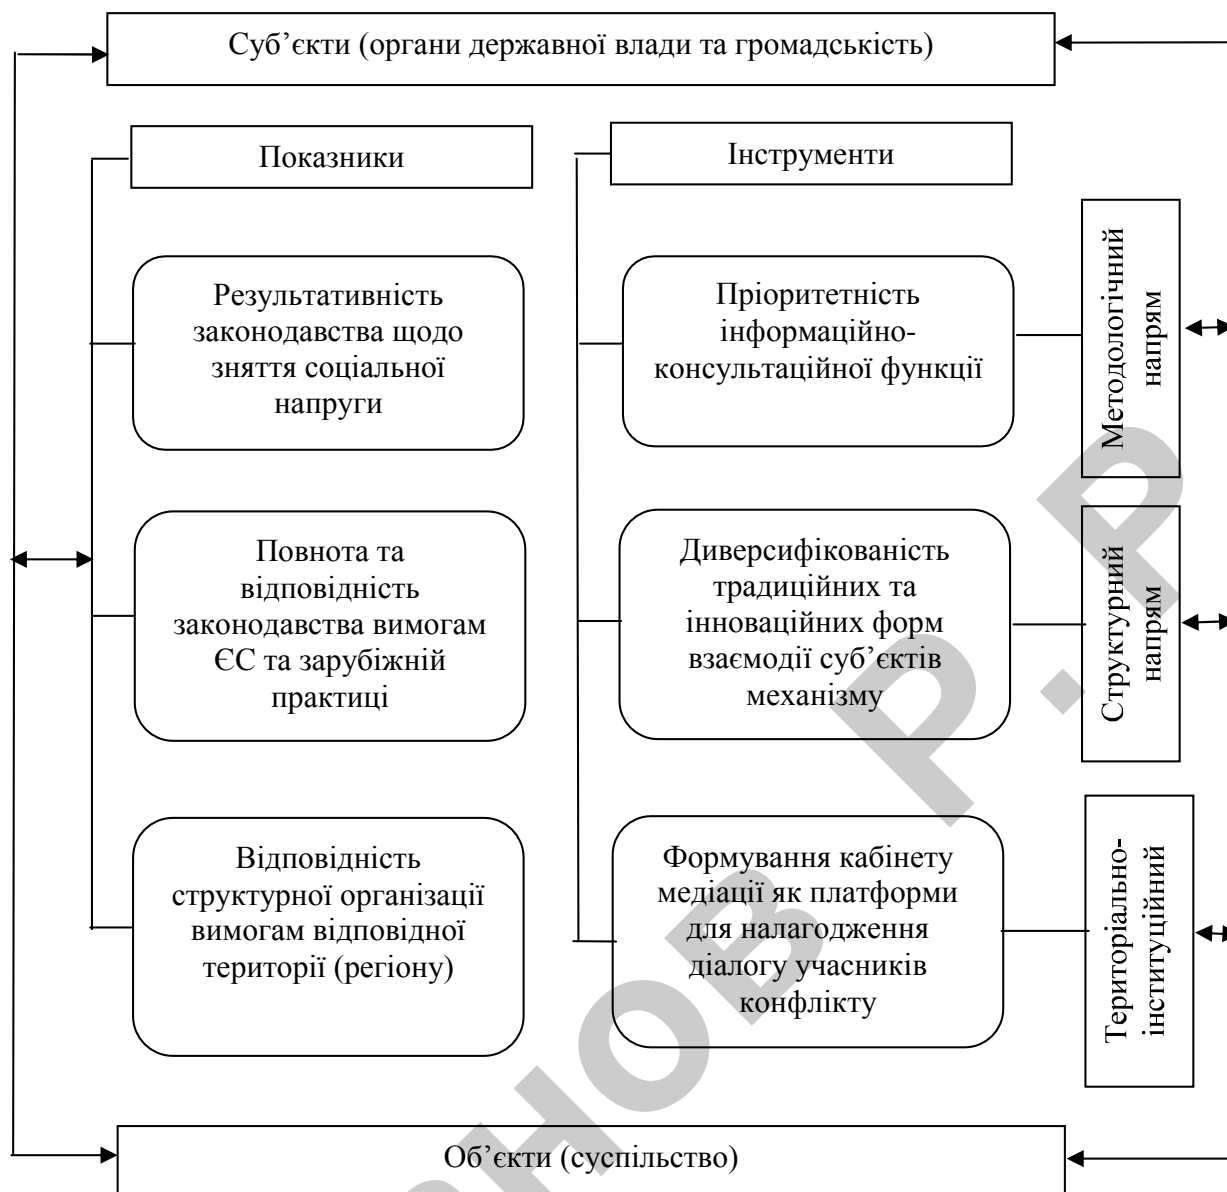 Суб’єкти (органи державної влади та громадськість)
Показники
Інструменти
Результативність
законодавства щодо
зняття соціальної
напруги
Пріоритетність
інформаційно-
консультаційної функції
Методологічний
напрям
Повнота та
відповідність
законодавства вимогам
ЄС та зарубіжній
практиці
Диверсифікованість
традиційних та
інноваційних форм
взаємодії суб’єктів
механізму
Структурний
напрям
Відповідність
структурної організації
вимогам відповідної
території (регіону)
Формування кабінету
медіації як платформи
для налагодження
діалогу учасників
конфлікту
Територіально-
інституційний
Об’єкти (суспільство)